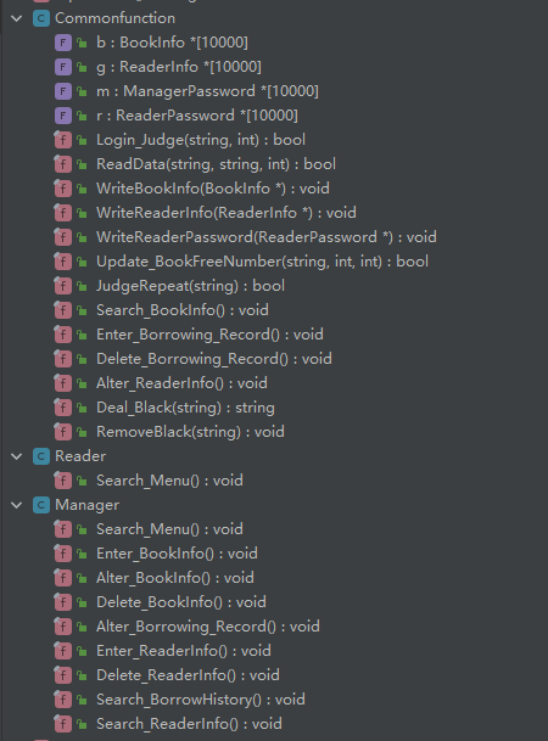 Commonfunction
b : BookInfo *[10000]
g : ReaderInfo *[10000]
m : ManagerPassword *[10000]
r : ReaderPassword *[10000]
Login_Judge(string, int) : bool
ReadData(string, string, int) : bool
WriteBookInfo(BookInfo *) : void
WriteReaderInfo(ReaderInfo *) : void
WriteReaderPassword(ReaderPassword *) : void
Update_BookFreeNumber(string, int, int) : bool
JudgeRepeat(string) : bool
Search_BookInfo() : void
Enter_Borrowing_Record() : void
Delete_Borrowing_Record() : void
Alter_ReaderInfo() : void
Deal_Black(string) : string
RemoveBlack(string) : void
Reader
Search_Menu() : void
Manager
Search_Menu() : void
Enter_BookInfo() : void
Alter_BookInfo() : void
Delete_BookInfo() : void
Alter_Borrowing_Record() : void
Enter_ReaderInfo() : void
Delete_ReaderInfo() : void
Search_BorrowHistory() : void
Search_ReaderInfo() : void